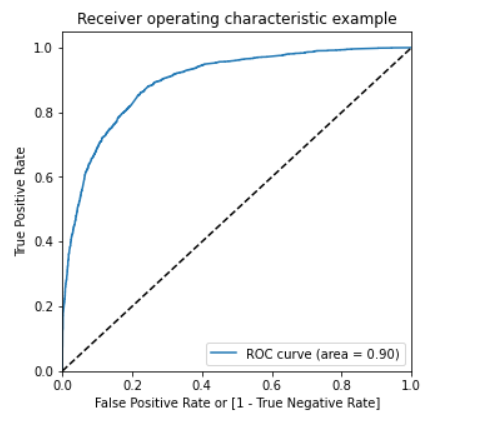 Receiver operating characteristic example
1.0
0.8
0.6
0.4
0.2
0.0
True Positive Rate
ROC curve (area = 0.90)
0.0 0.2 0.4 0.6 0.8 1.0
False Positive Rate or [1 - True Negative Rate]